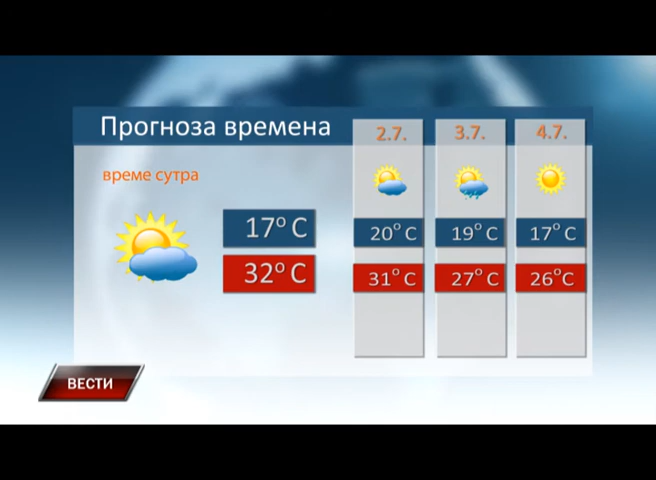 Прогноза времена
време сутра
17° C
32° C
2.7.
3.7.
4.7.
20° C
19° C
17° C
31° C
27° C
26°C
ВЕСТИ